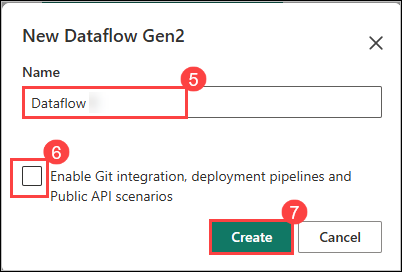 New Dataflow Gen2
Name
5
Dataflow
6
Enable Git integration, deployment pipelines and
Public API scenarios
7
Create
Cancel